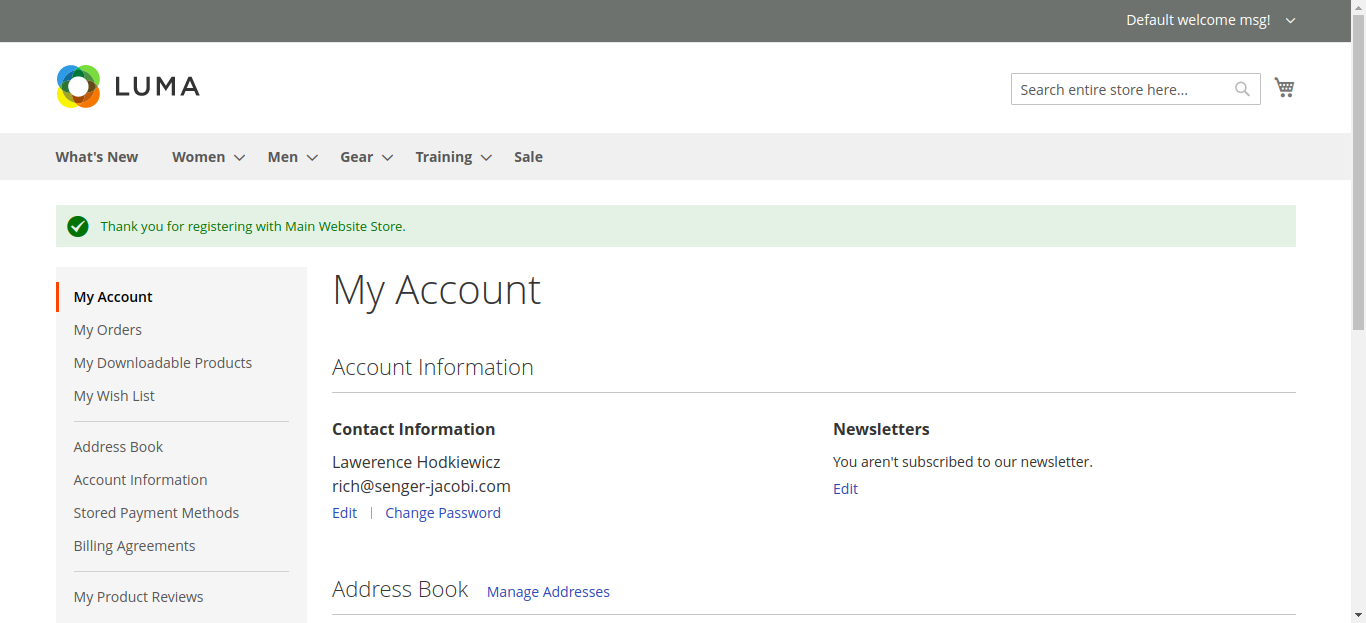 Default welcome msg!
LUMA
Search entire store here...
What's New Women Men Gear Training Sale
Thank you for registering with Main Website Store.
My Account
My Orders
My Downloadable Products
My Wish List
Address Book
Account Information
Stored Payment Methods
Billing Agreements
My Product Reviews
My Account
Account Information
Contact Information
Lawerence Hodkiewicz
rich@senger-jacobi.com
Edit | Change Password
Newsletters
You aren't subscribed to our newsletter.
Edit
Address Book Manage Addresses